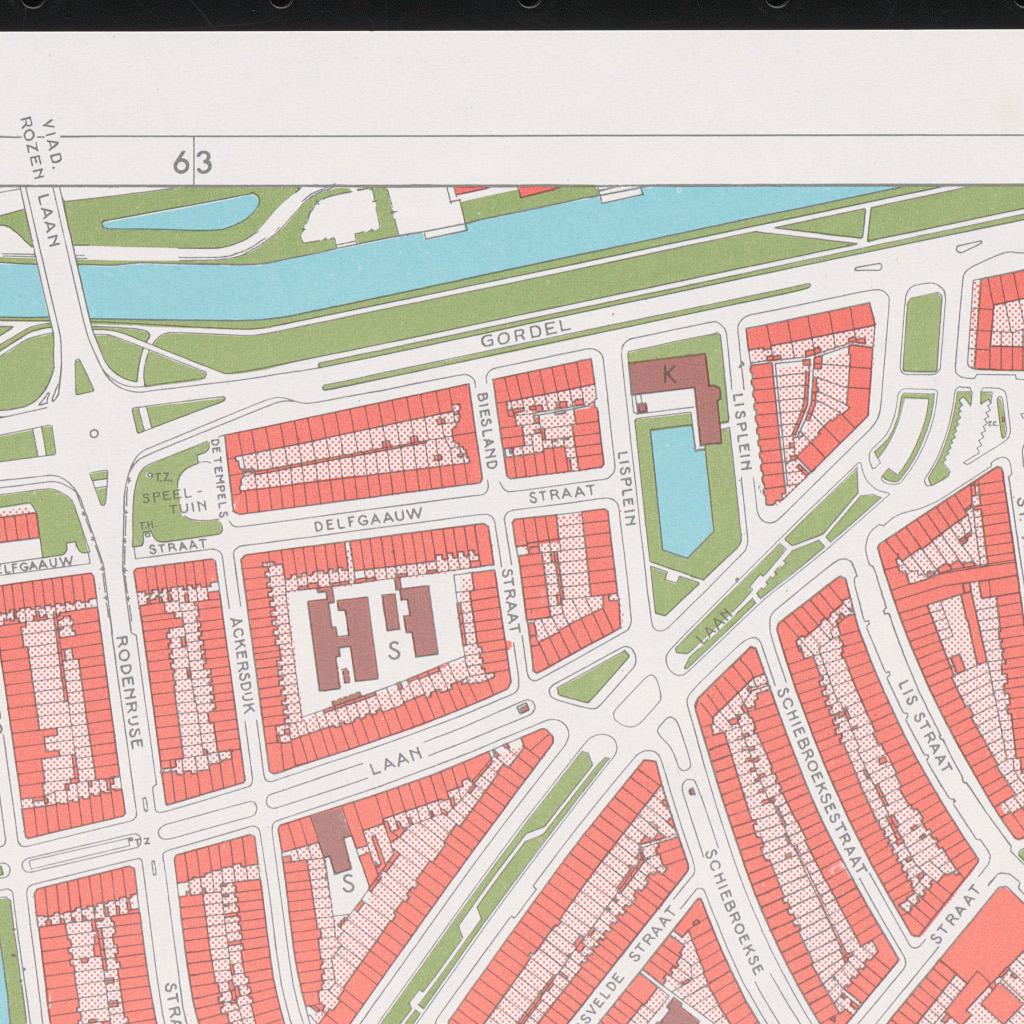 VIAD.
ROZEN LAAN
63
GORDEL
K
BIESLAND
LISPLEIN
LISPLEIN
T.C.
DE TEMPELS
T.Z.
SPEEL-
TUIN
T.H.
STRAAT
DELFGAAUW
STRAAT
ELFGAAUW
STRAAT
LAAN
S
ACKERSDIJK
RODENRIJSE
LAAN
SCHIEBROEKSESTRAAT
LIS STRAAT
ST.
T.Z
S
SCHIEBROEKSE
STRAAT
SVELDE STRAAT
STRA